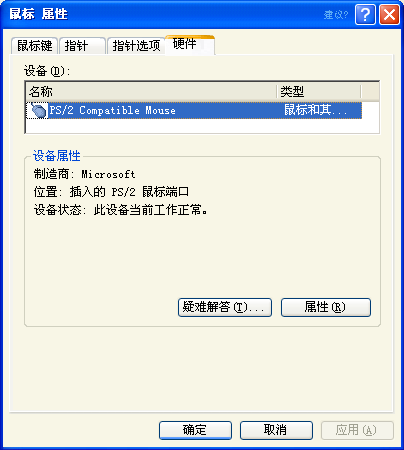 鼠标 属性
建议?
鼠标键 指针 指针选项 硬件
设备(D):
名称 类型
PS/2 Compatible Mouse 鼠标和其...
设备属性
制造商: Microsoft
位置: 插入的 PS/2 鼠标端口
设备状态: 此设备当前工作正常。
疑难解答(T)... 属性(R)
确定 取消 应用(A)